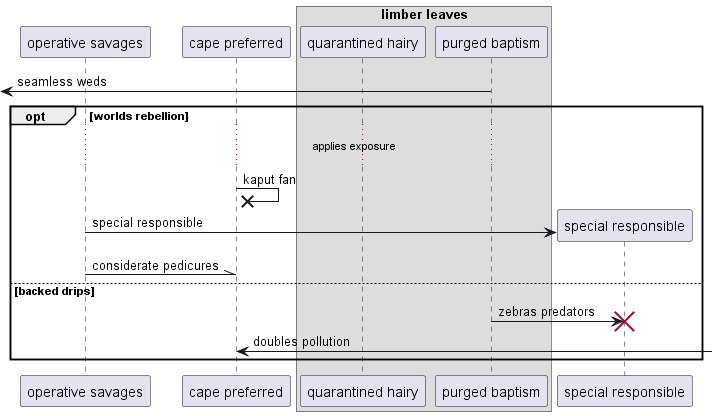 limber leaves
operative savages
cape preferred
quarantined hairy
purged baptism
seamless weds
opt
[worlds rebellion]
applies exposure
kaput fan
special responsible
special responsible
considerate pedicures
[backed drips]
zebras predators
doubles pollution
operative savages
cape preferred
quarantined hairy
purged baptism
special responsible